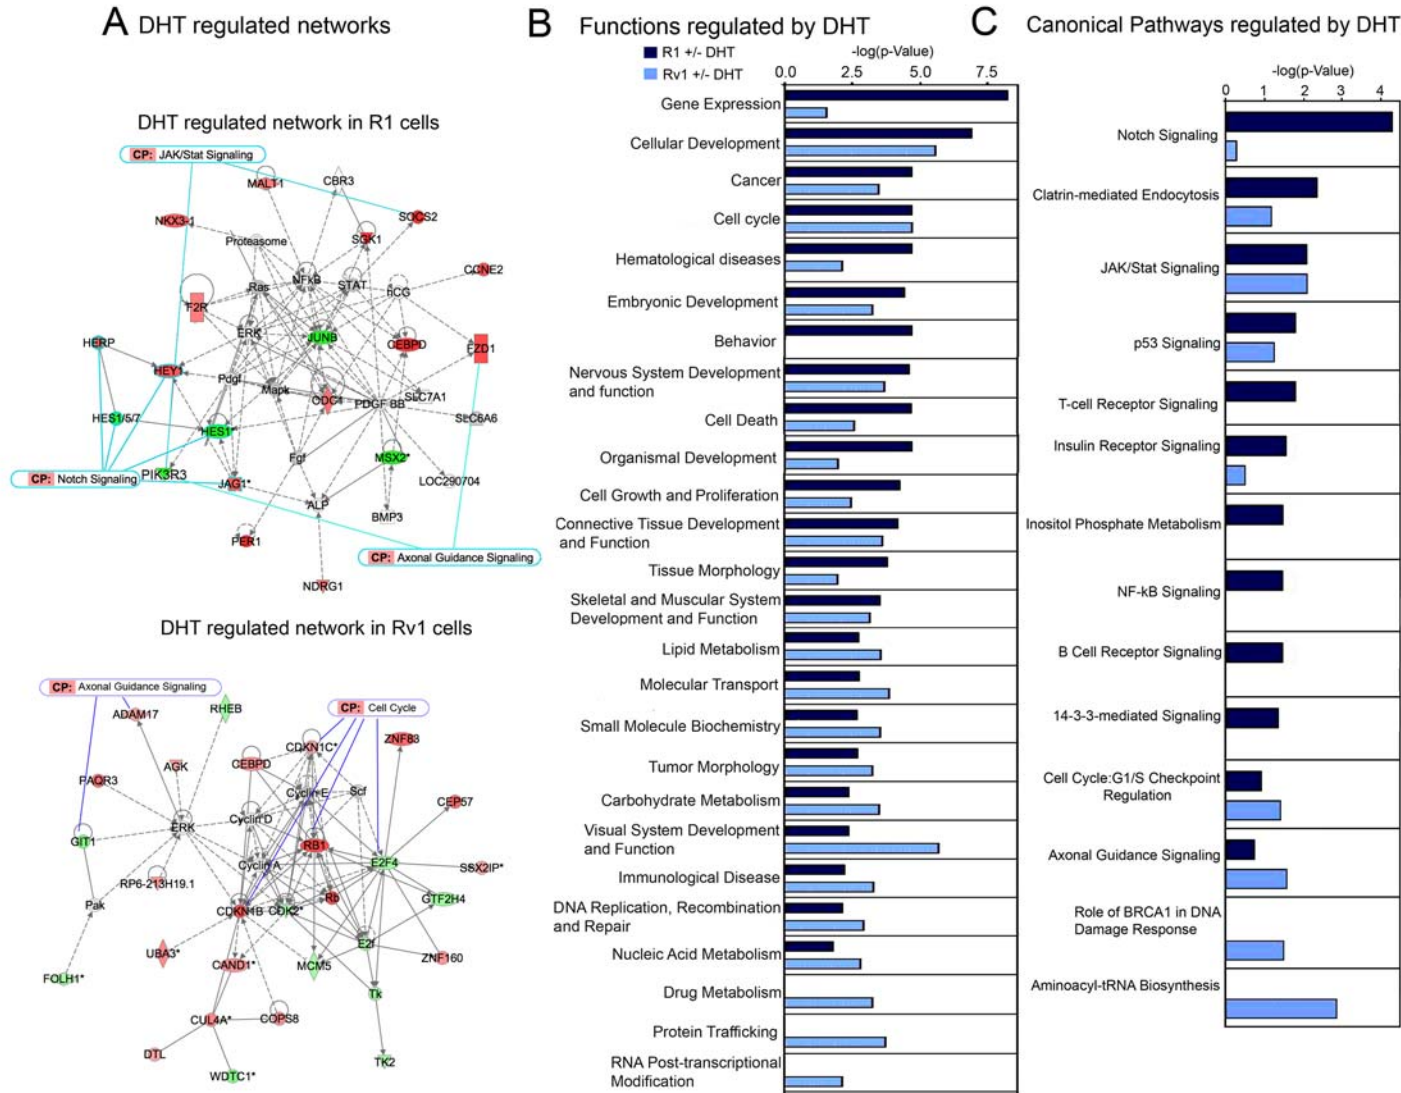 A DHT regulated networks
DHT regulated network in R1 cells
CP: JAK/Stat Signaling
MALT1
CBR3
NKX3-1
SOCS2
Proteasome
SGK1
CCNE2
NFkB
STAT
Ras
hCG
F2R
ERK
JUNB
CEBPD
FZD1
HERP
HEY1
Pdgf
Mapk
CDC6
PDGF BB
SLC7A1
SLC6A6
HES1/5/7
HES1*
MSX2*
Fgf
CP: Notch Signaling
PIK3R3
JAG1*
LOC290704
ALP
BMP3
PER1
CP: Axonal Guidance Signaling
NDRG1
DHT regulated network in Rv1 cells
CP: Axonal Guidance Signaling
RHEB
CP: Cell Cycle
ADAM17
CDKN1C*
ZNF83
AGK
CEBPD
PAQR3
Cyclin E
Scf
CEP57
Cyclin D
ERK
GIT1
RB1
E2F4
Cyclin A
SSX2IP*
RP6-213H19.1
Rb
GTF2H4
Pak
CDKN1B
CDK2*
E2f
UBA3*
CAND1*
MCM5
ZNF160
FOLH1*
Tk
CUL4A*
COPS8
DTL
TK2
WDTC1*
B Functions regulated by DHT
R1 +/- DHT
Rv1 +/- DHT
-log(p-Value)
0.0 2.5 5.0 7.5
Gene Expression
Cellular Development
Cancer
Cell cycle
Hematological diseases
Embryonic Development
Behavior
Nervous System Development
and function
Cell Death
Organismal Development
Cell Growth and Proliferation
Connective Tissue Development
and Function
Tissue Morphology
Skeletal and Muscular System
Development and Function
Lipid Metabolism
Molecular Transport
Small Molecule Biochemistry
Tumor Morphology
Carbohydrate Metabolism
Visual System Development
and Function
Immunological Disease
DNA Replication, Recombination
and Repair
Nucleic Acid Metabolism
Drug Metabolism
Protein Trafficking
RNA Post-transcriptional
Modification
C Canonical Pathways regulated by DHT
-log(p-Value)
0 1 2 3 4
Notch Signaling
Clatrin-mediated Endocytosis
JAK/Stat Signaling
p53 Signaling
T-cell Receptor Signaling
Insulin Receptor Signaling
Inositol Phosphate Metabolism
NF-kB Signaling
B Cell Receptor Signaling
14-3-3-mediated Signaling
Cell Cycle:G1/S Checkpoint
Regulation
Axonal Guidance Signaling
Role of BRCA1 in DNA
Damage Response
Aminoacyl-tRNA Biosynthesis